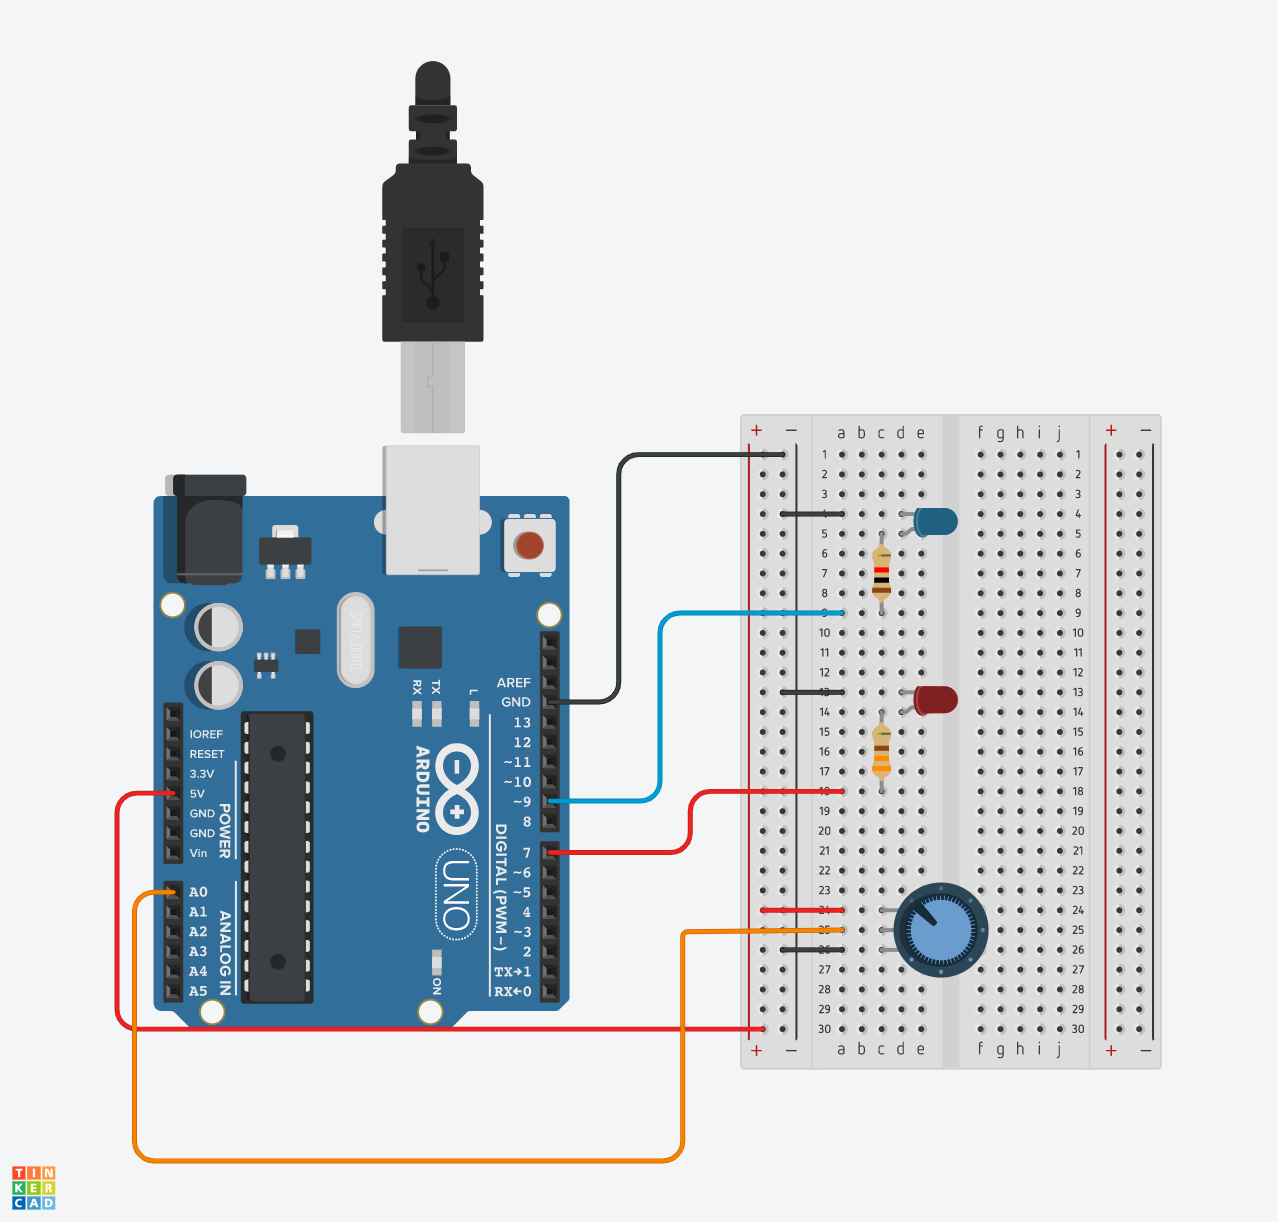 SPK16.000G
RX
TX
L
AREF
GND
13
12
~11
~10
~9
8
7
~6
~5
4
~3
2
TX→1
RX←0
DIGITAL (PWM~)
ARDUINO
UNO
ON
IOREF
RESET
3.3V
5V
GND
GND
Vin
POWER
A0
A1
A2
A3
A4
A5
ANALOG IN
+ − a b c d e f g h i j + −
1 1
2 2
3 3
4 4
5 5
6 6
7 7
8 8
9 9
10 10
11 11
12 12
13 13
14 14
15 15
16 16
17 17
18 18
19 19
20 20
21 21
22 22
23 23
24 24
25 25
26 26
27 27
28 28
29 29
30 30
+ − a b c d e f g h i j + −
TIN
KER
CAD